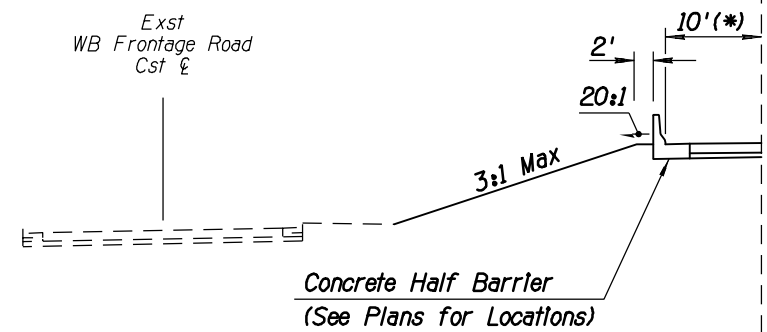 Exst
WB Frontage Road
Cst ℄
10'(*)
2'
20:1
3:1 Max
Concrete Half Barrier
(See Plans for Locations)